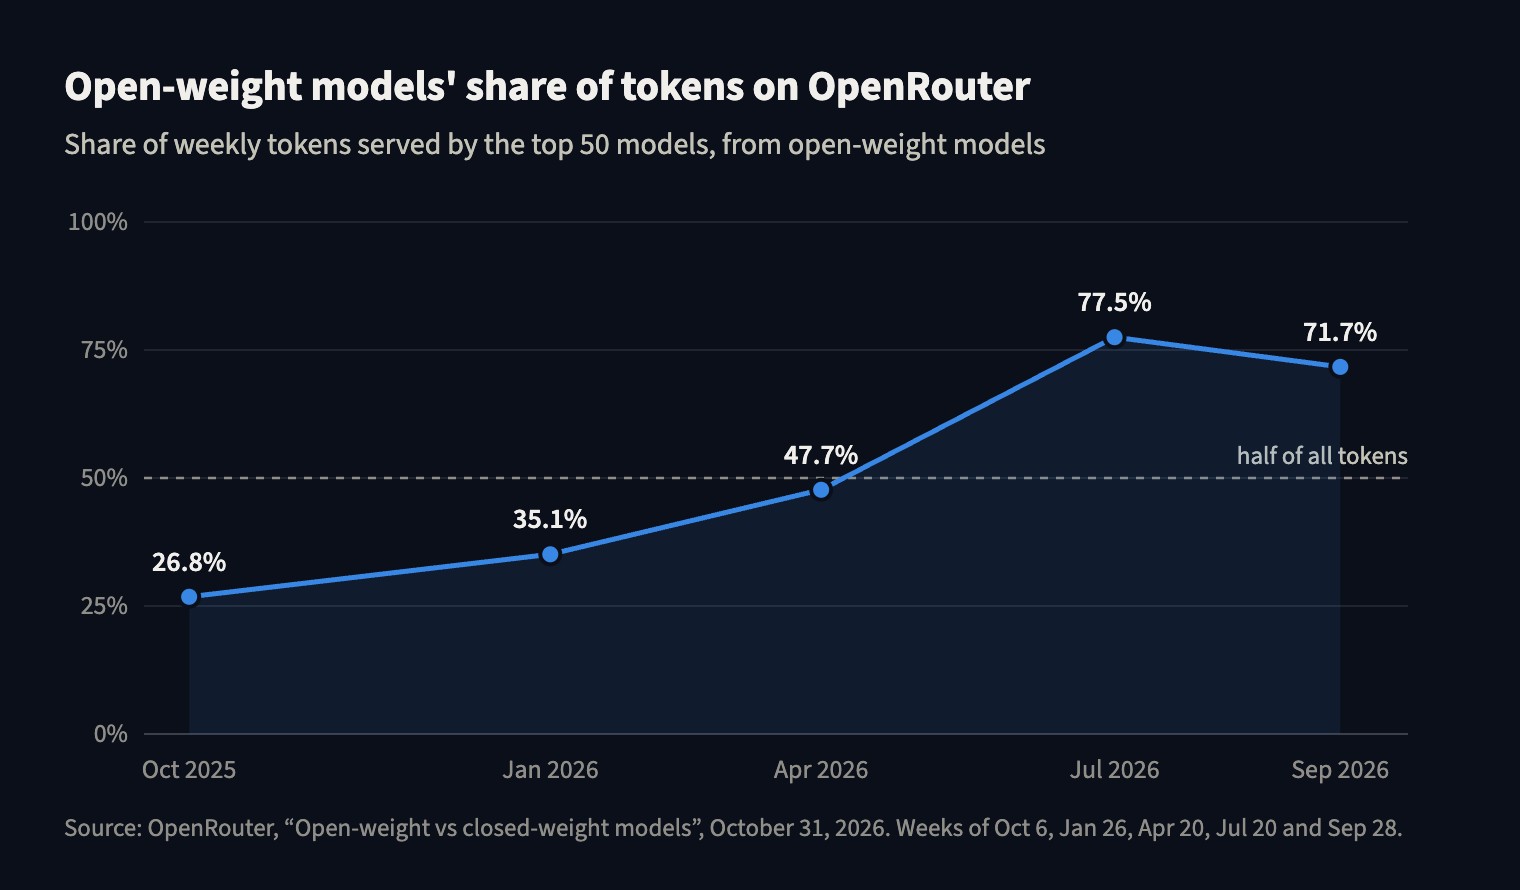 Open-weight models' share of tokens on OpenRouter
Share of weekly tokens served by the top 50 models, from open-weight models
100%
77.5%
71.7%
75%
47.7%
half of all tokens
50%
35.1%
26.8%
25%
0%
Oct 2025 Jan 2026 Apr 2026 Jul 2026 Sep 2026
Source: OpenRouter, “Open-weight vs closed-weight models”, October 31, 2026. Weeks of Oct 6, Jan 26, Apr 20, Jul 20 and Sep 28.